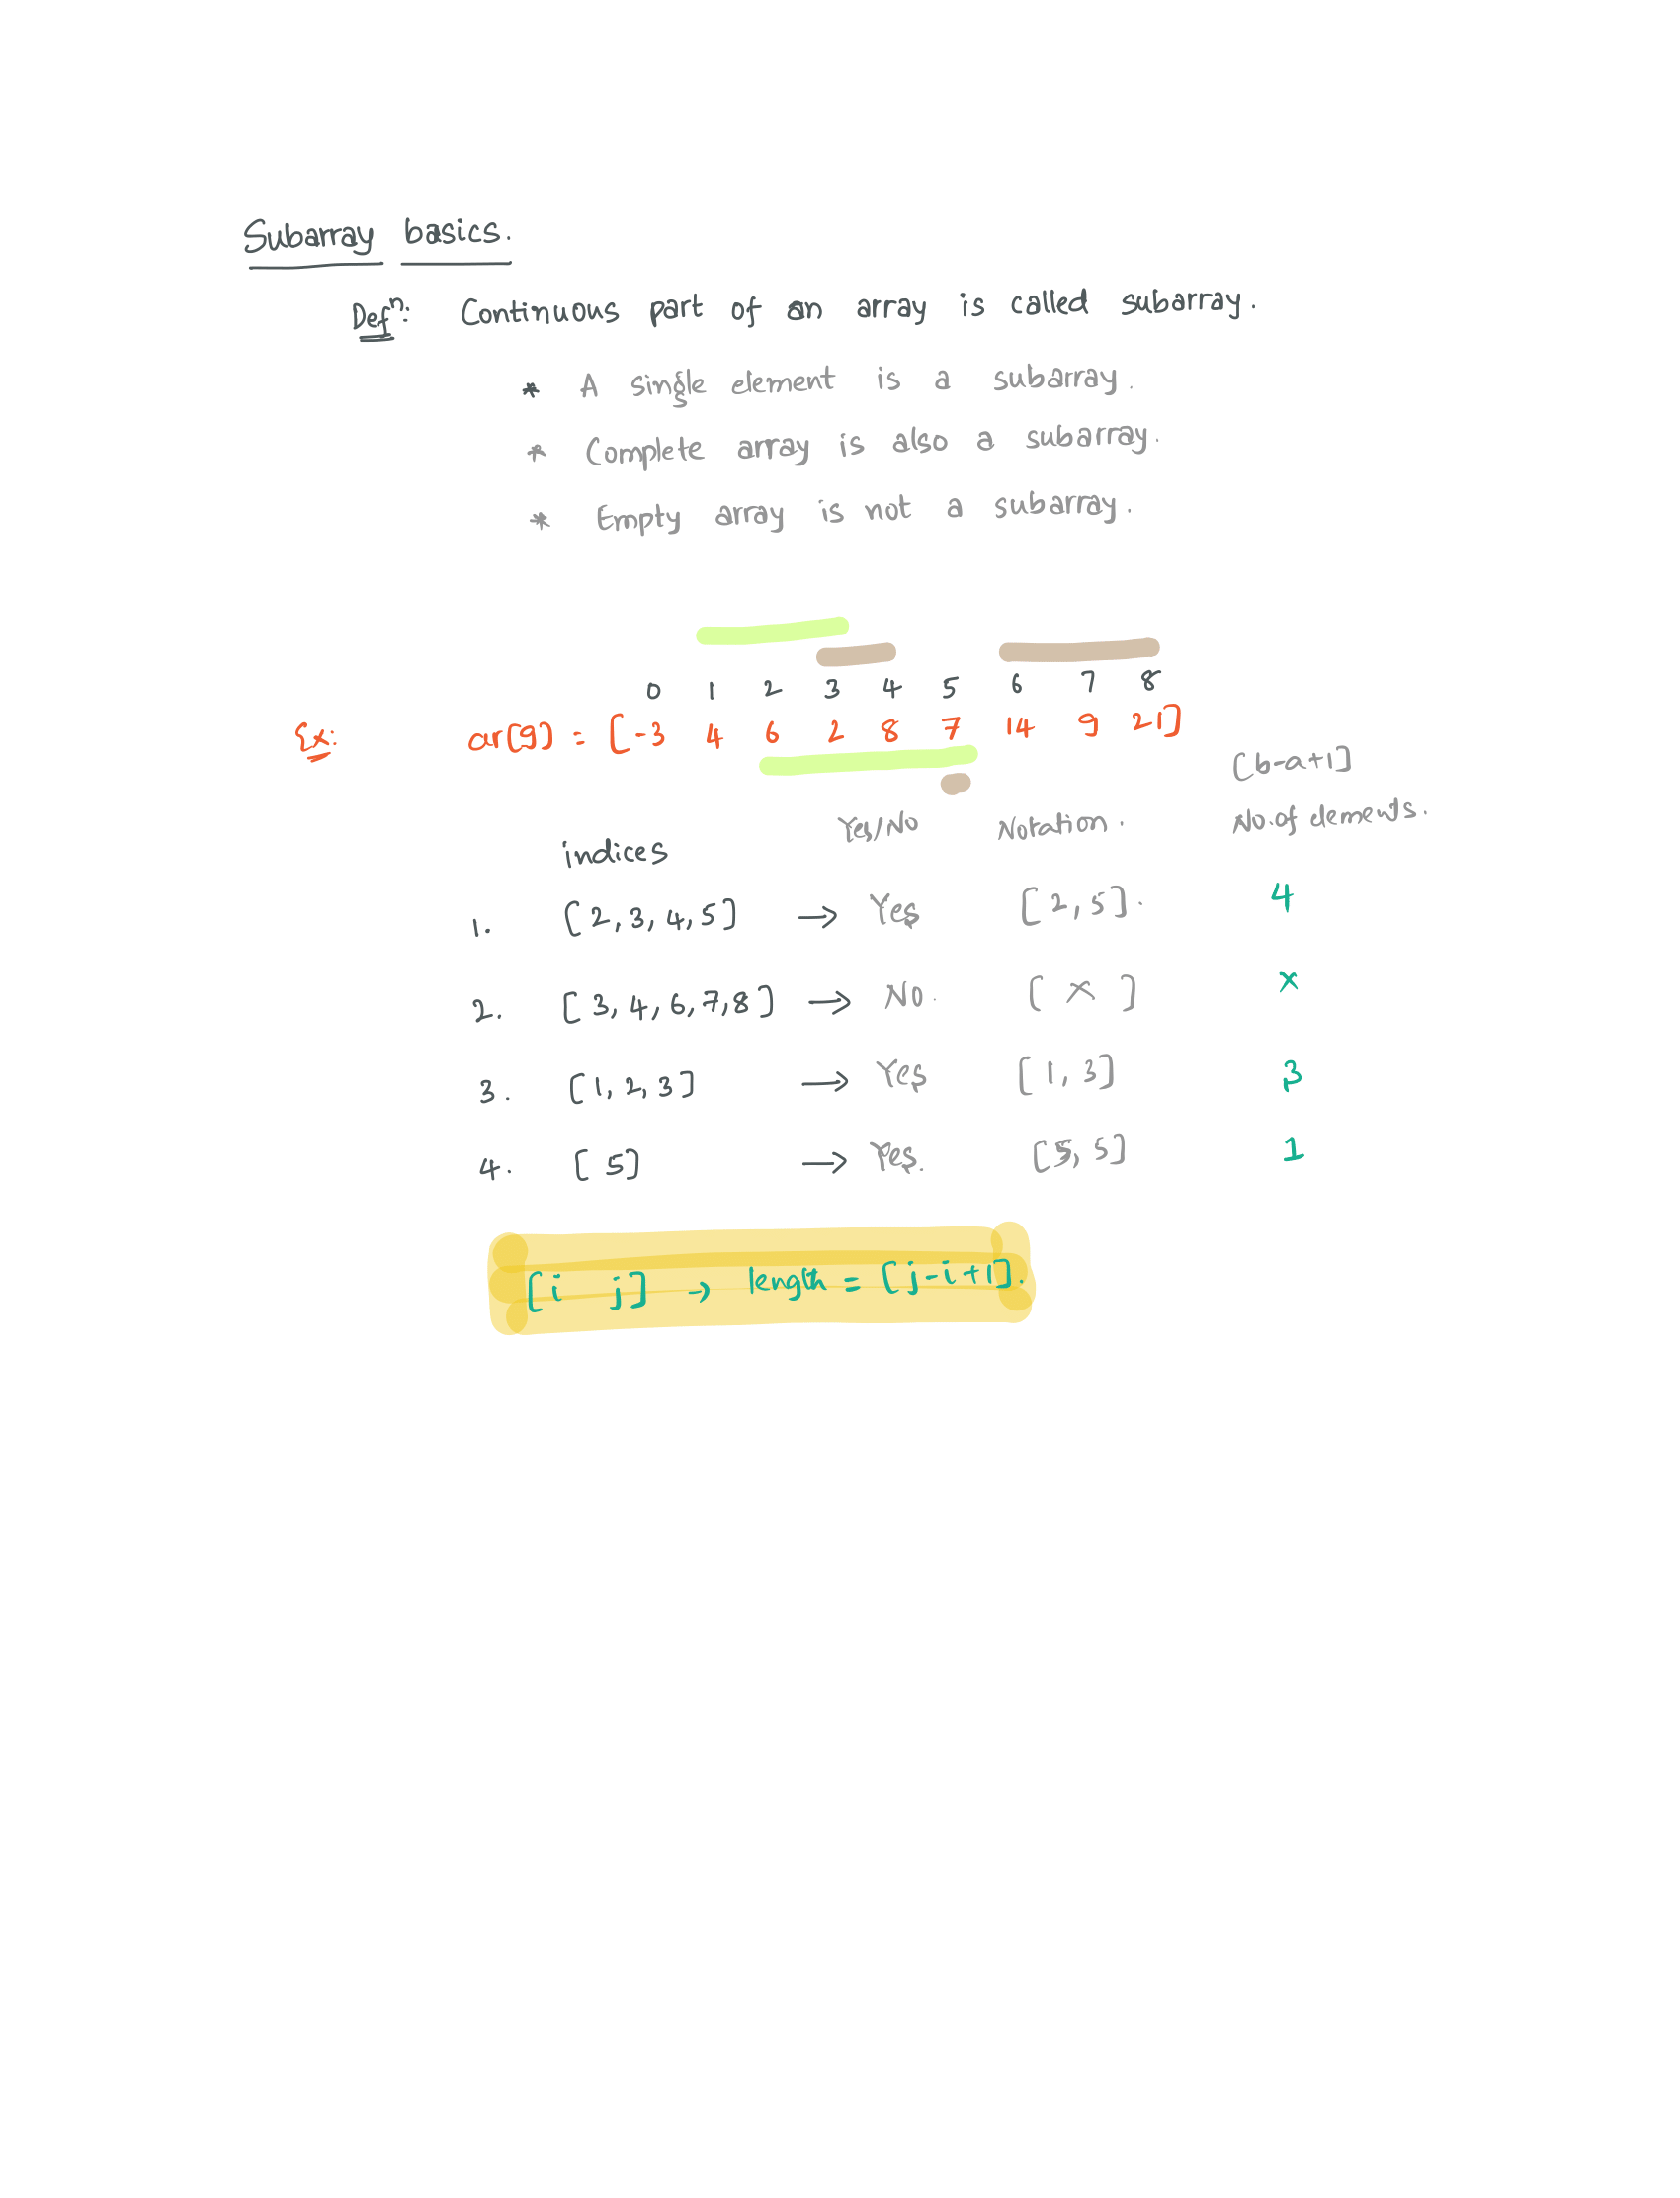 Subarray basics.
Defn: Continuous part of an array is called subarray.
* A single element is a subarray.
* Complete array is also a subarray.
* Empty array is not a subarray.
0 1 2 3 4 5 6 7 8
Ex: ar[9] = [-3 4 6 2 8 7 14 9 21]
[b-a+1]
indices Yes/No Notation. No. of elements.
1. [2, 3, 4, 5] → Yes [2, 5]. 4
2. [3, 4, 6, 7, 8] → No. [ x ] x
3. [1, 2, 3] → Yes [1, 3] 3
4. [5] → Yes. [5, 5] 1
[i j] → length = [j-i+1].